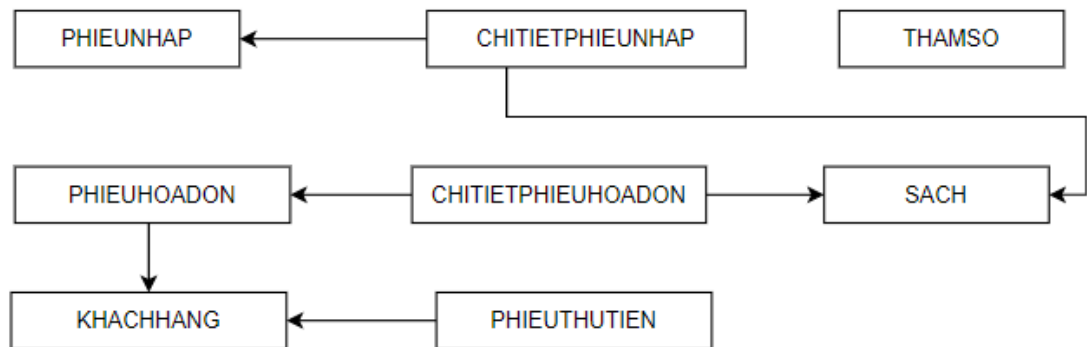 PHIEUNHAP
CHITIETPHIEUNHAP
THAMSO
PHIEUHOADON
CHITIETPHIEUHOADON
SACH
KHACHHANG
PHIEUTHUTIEN